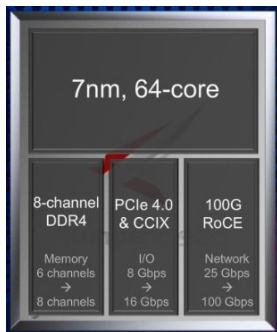 7nm, 64-core
8-channel
DDR4
Memory
6 channels
→
8 channels
PCIe 4.0
& CCIX
I/O
8 Gbps
→
16 Gbps
100G
RoCE
Network
25 Gbps
→
100 Gbps